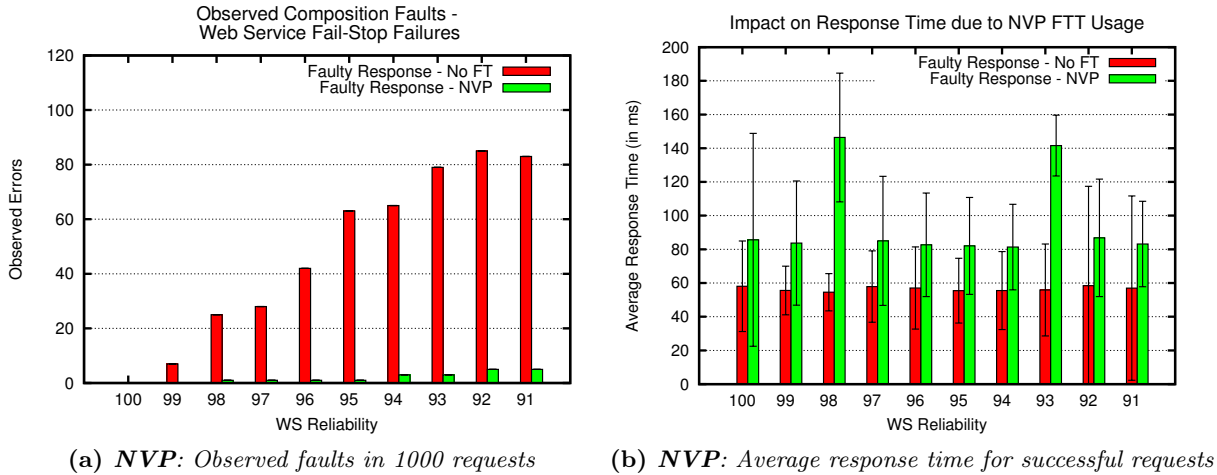 Observed Composition Faults -
Web Service Fail-Stop Failures
120
100
80
60
40
20
0
Observed Errors
Faulty Response - No FT
Faulty Response - NVP
100 99 98 97 96 95 94 93 92 91
WS Reliability
(a) NVP: Observed faults in 1000 requests
Impact on Response Time due to NVP FTT Usage
200
180
160
140
120
100
80
60
40
20
0
Average Response Time (in ms)
Faulty Response - No FT
Faulty Response - NVP
100 99 98 97 96 95 94 93 92 91
WS Reliability
(b) NVP: Average response time for successful requests